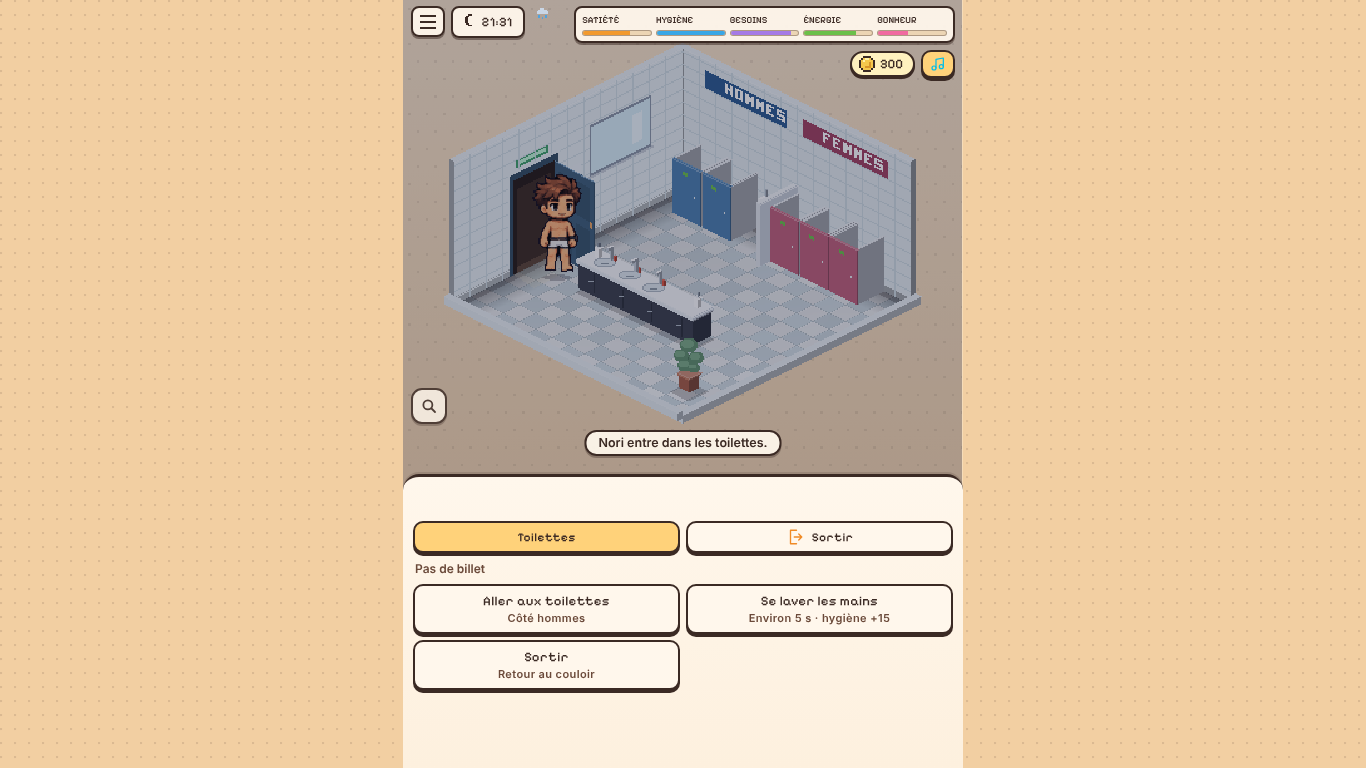 21:31
SATIÉTÉ
HYGIÈNE
BESOINS
ÉNERGIE
BONHEUR
300
HOMMES
FEMMES
Nori entre dans les toilettes.
Toilettes
Sortir
Pas de billet
Aller aux toilettes
Côté hommes
Se laver les mains
Environ 5 s · hygiène +15
Sortir
Retour au couloir